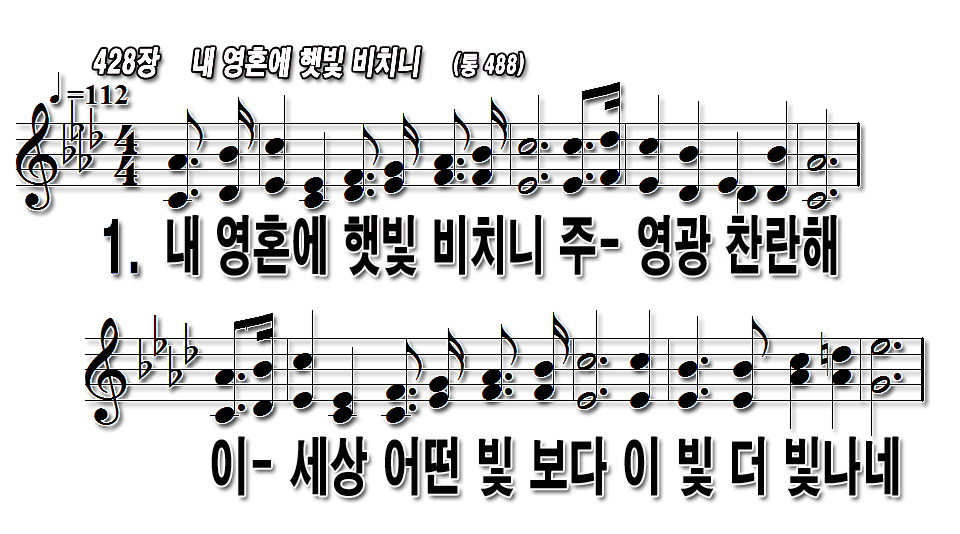 428장 내 영혼에 햇빛 비치니 (통 488)
♩=112
4/4
1. 내 영혼에 햇빛 비치니 주- 영광 찬란해
이- 세상 어떤 빛 보다 이 빛 더 빛나네